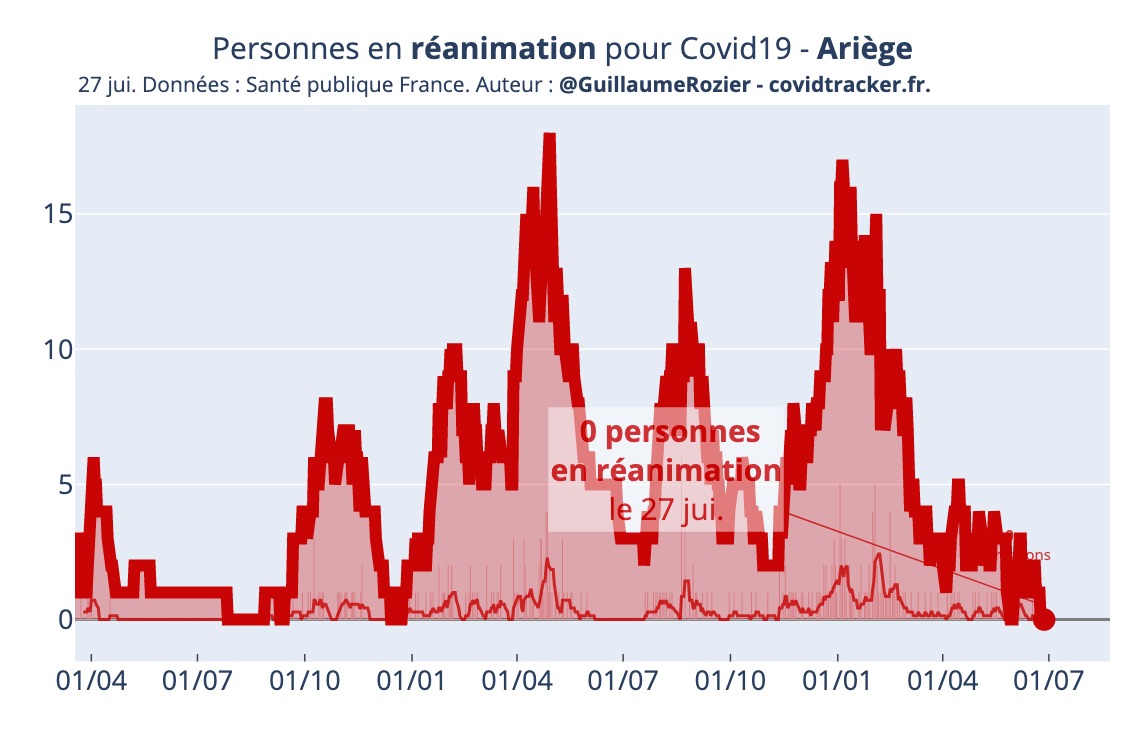 Personnes en réanimation pour Covid19 - Ariège
27 jui. Données : Santé publique France. Auteur : @GuillaumeRozier - covidtracker.fr.
15
10
5
0
0 personnes
en réanimation
le 27 jui.
01/04 01/07 01/10 01/01 01/04 01/07 01/10 01/01 01/04 01/07